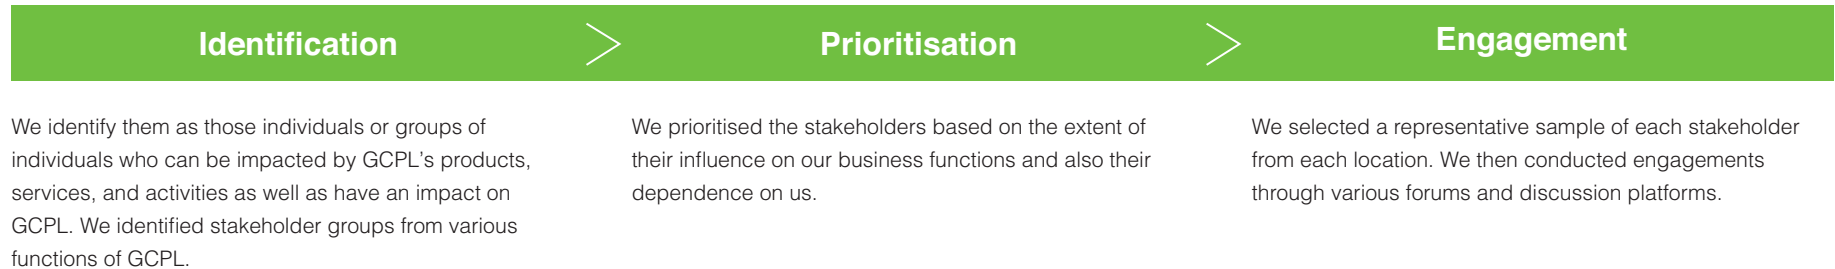 Identification
Prioritisation
Engagement
We identify them as those individuals or groups of
individuals who can be impacted by GCPL’s products,
services, and activities as well as have an impact on
GCPL. We identified stakeholder groups from various
functions of GCPL.
We prioritised the stakeholders based on the extent of
their influence on our business functions and also their
dependence on us.
We selected a representative sample of each stakeholder
from each location. We then conducted engagements
through various forums and discussion platforms.